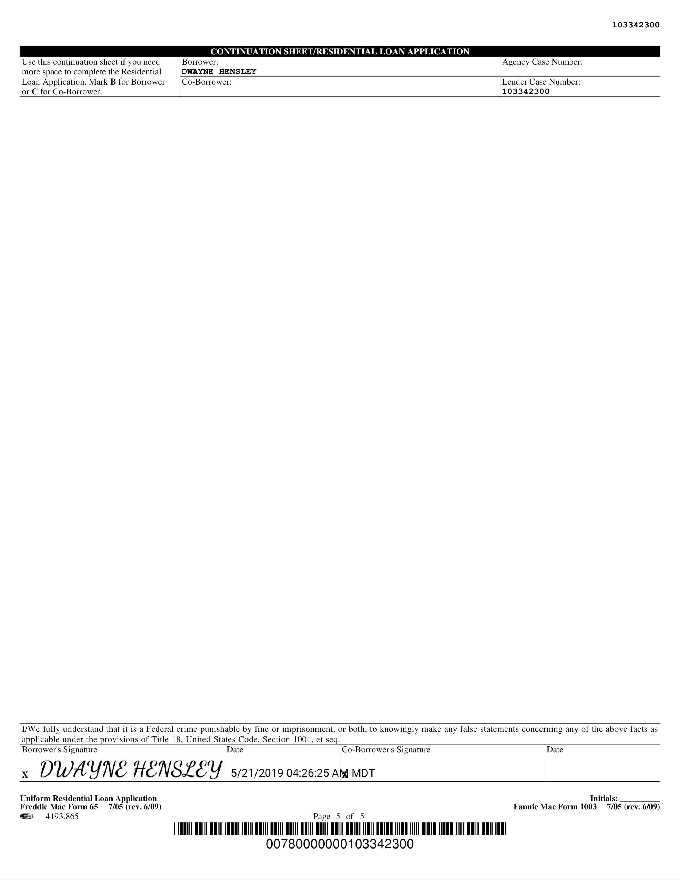 103342300
CONTINUATION SHEET/RESIDENTIAL LOAN APPLICATION
Use this continuation sheet if you need
more space to complete the Residential
Loan Application. Mark B for Borrower
or C for Co-Borrower.
Borrower:
DWAYNE HENSLEY
Co-Borrower:
Agency Case Number:
Lender Case Number:
103342300
I/We fully understand that it is a Federal crime punishable by fine or imprisonment, or both, to knowingly make any false statements concerning any of the above facts as
applicable under the provisions of Title 18, United States Code, Section 1001, et seq.
Borrower's Signature Date Co-Borrower's Signature Date
X DWAYNE HENSLEY 5/21/2019 04:26:25 AM X MDT
Uniform Residential Loan Application
Freddie Mac Form 65 7/05 (rev. 6/09)
4193.865
Page 5 of 5
Initials:
Fannie Mae Form 1003 7/05 (rev. 6/09)
00780000000103342300